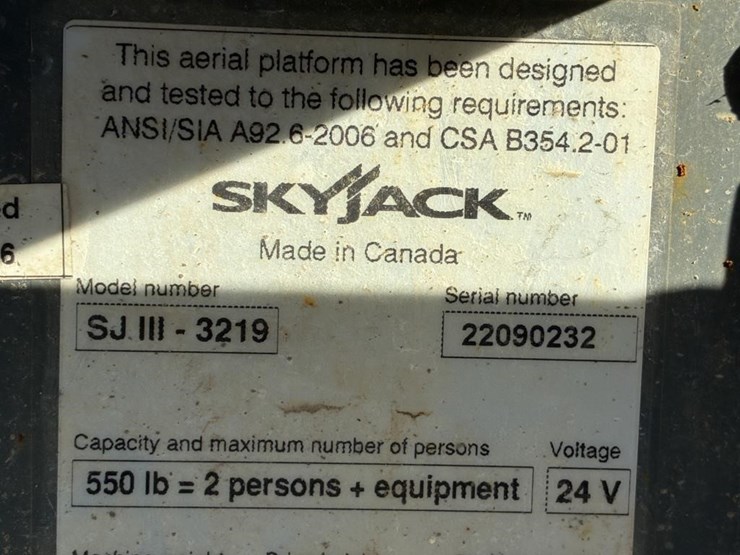 This aerial platform has been designed
and tested to the following requirements:
ANSI/SIA A92.6-2006 and CSA B354.2-01
SKYJACK TM
Made in Canada
d
6
Model number
Serial number
SJ III - 3219
22090232
Capacity and maximum number of persons
Voltage
550 lb = 2 persons + equipment
24 V